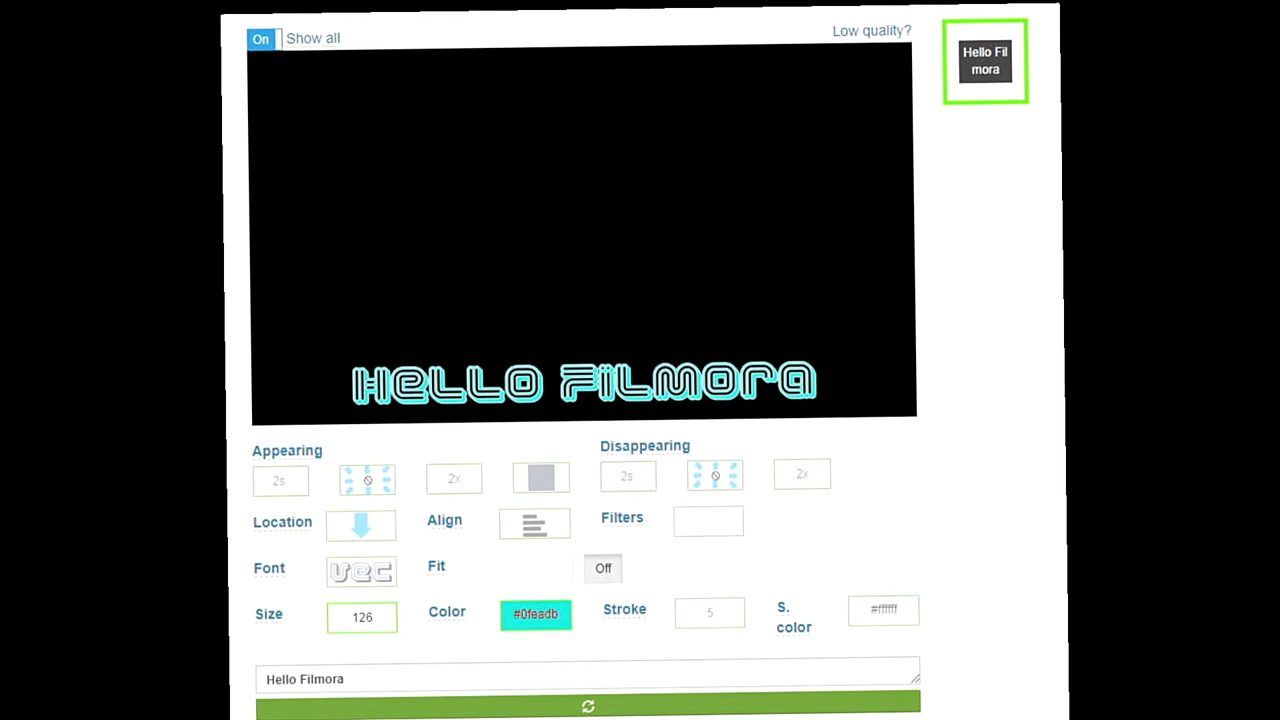 On Show all Low quality?
Hello Fil
mora
Hello Filmora
Appearing Disappearing
2s 2x 2s 2x
Location Align Filters
Font vec Fit Off
Size 126 Color #0feadb Stroke 5 S.
color #ffffff
Hello Filmora